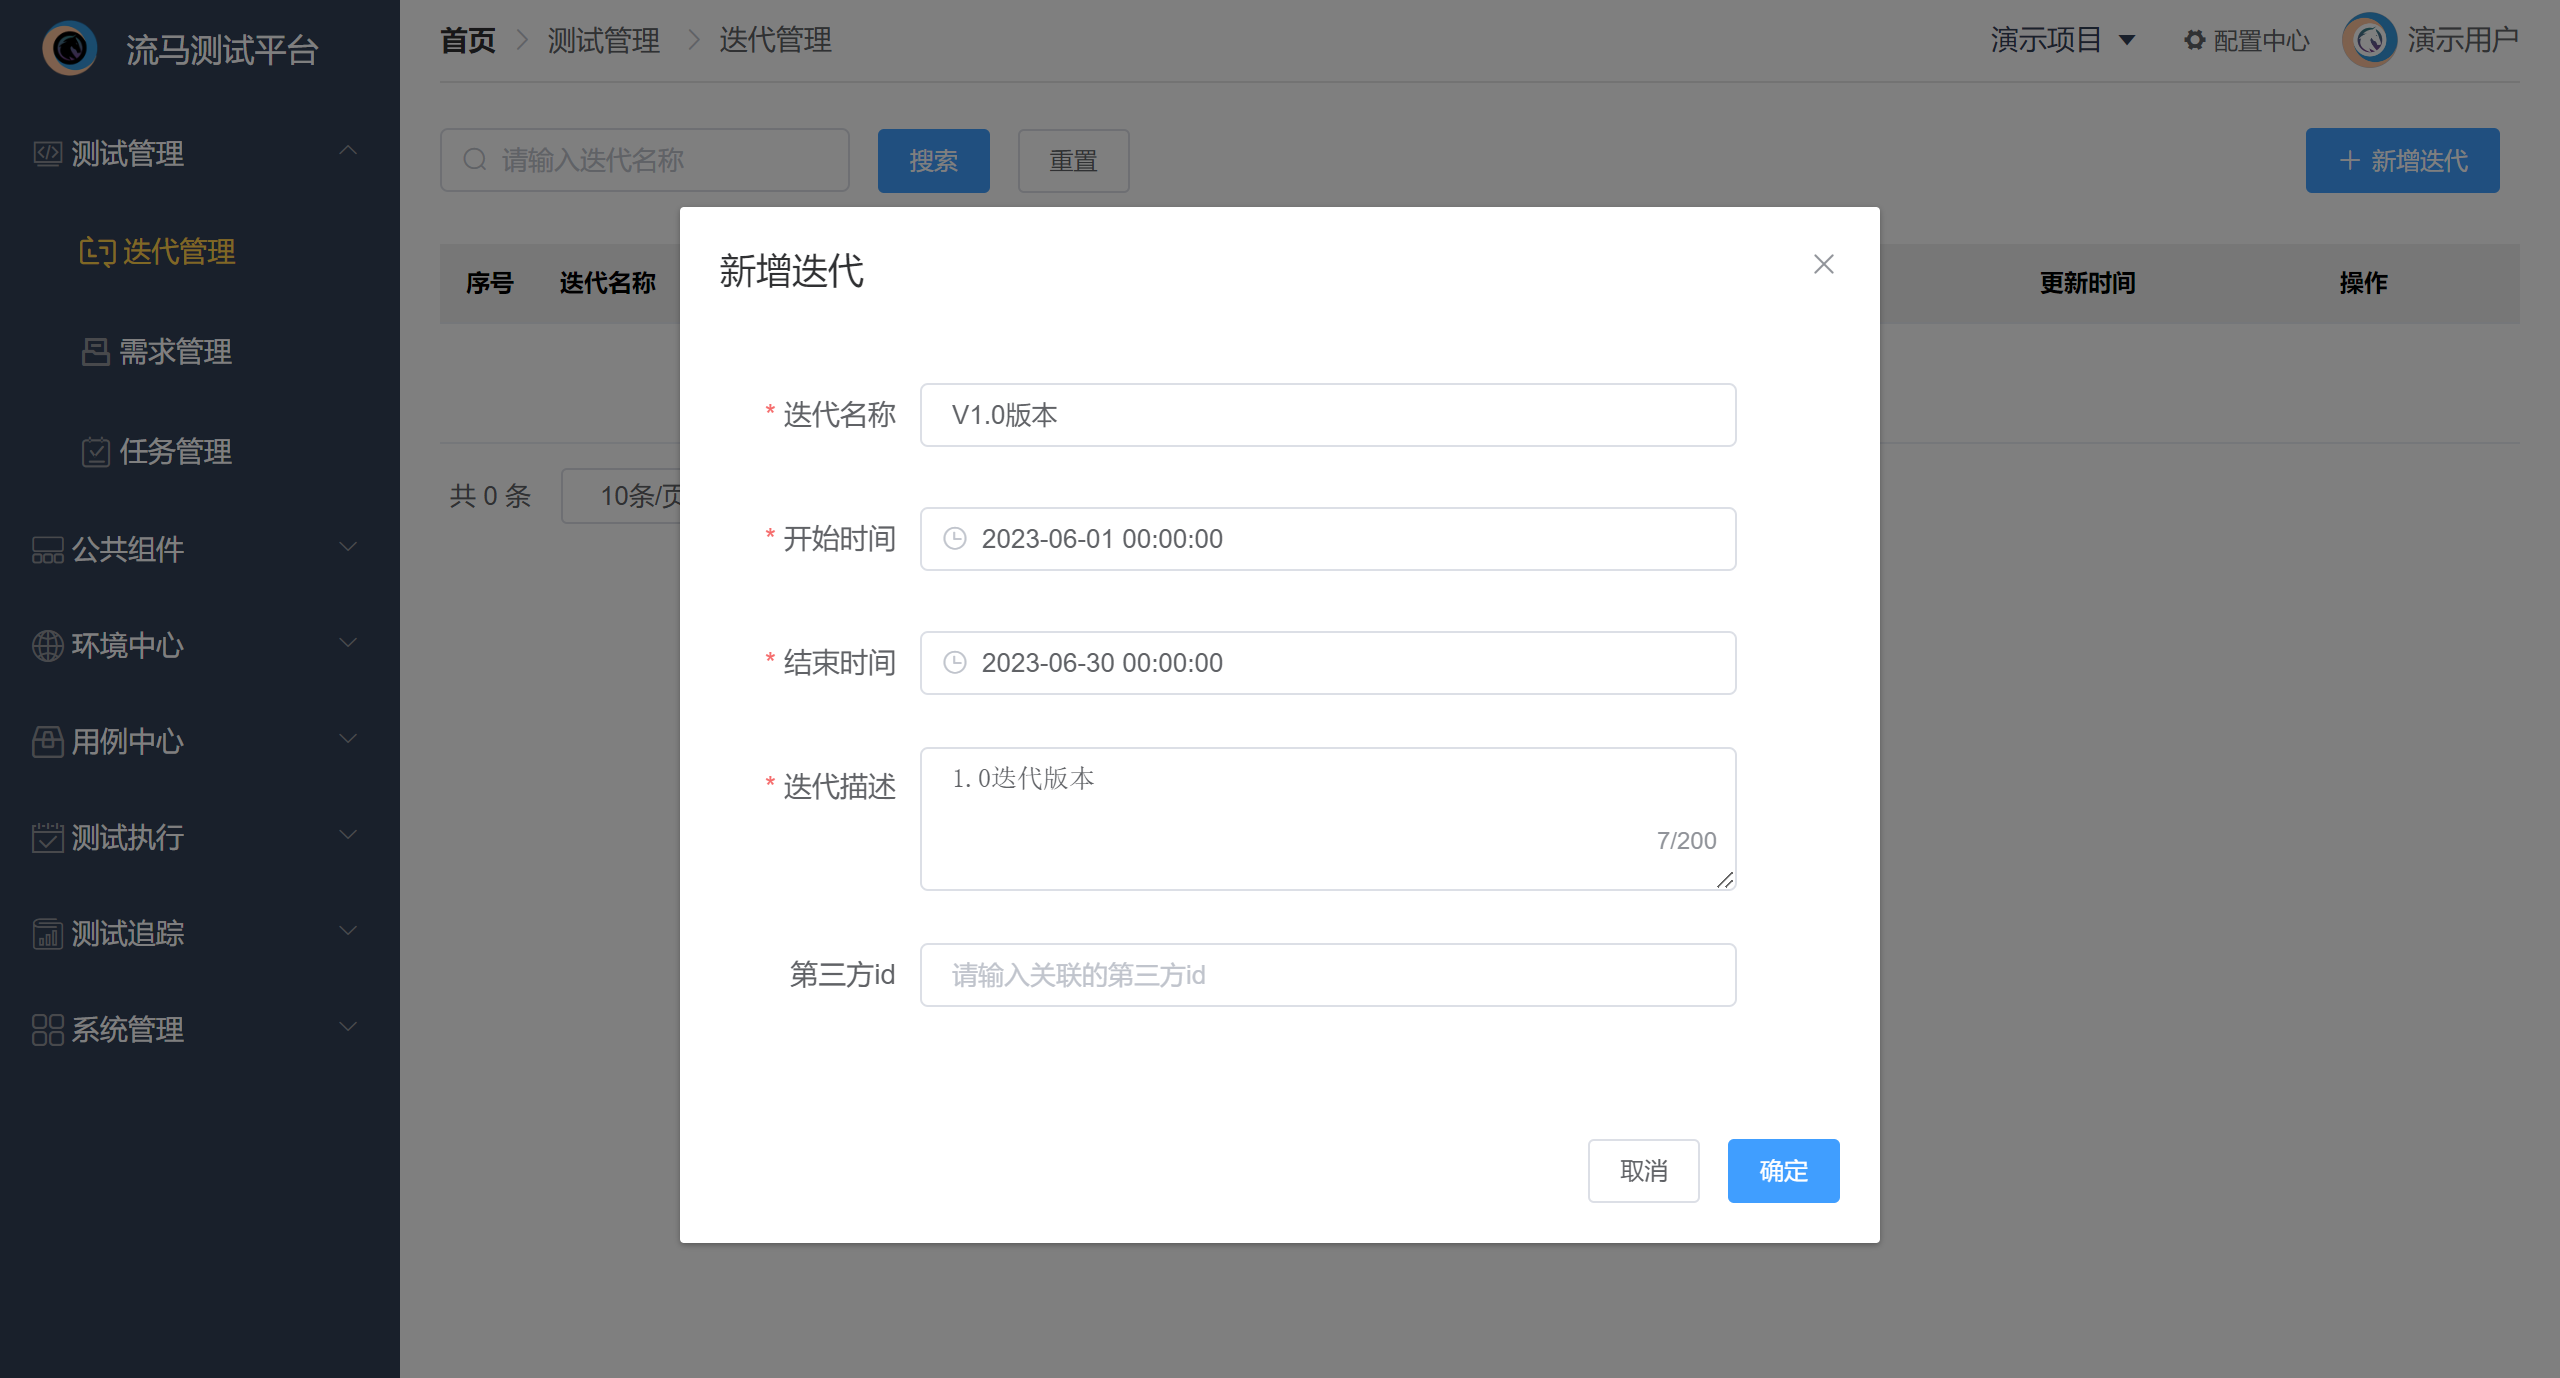 流马测试平台
首页 测试管理 迭代管理
演示项目 配置中心 演示用户
测试管理
迭代管理
需求管理
任务管理
公共组件
环境中心
用例中心
测试执行
测试追踪
系统管理
请输入迭代名称 搜索 重置 新增迭代
序号 迭代名称 更新时间 操作
共 0 条 10条/页
新增迭代
* 迭代名称 V1.0版本
* 开始时间 2023-06-01 00:00:00
* 结束时间 2023-06-30 00:00:00
* 迭代描述 1.0迭代版本
7/200
第三方id 请输入关联的第三方id
取消 确定